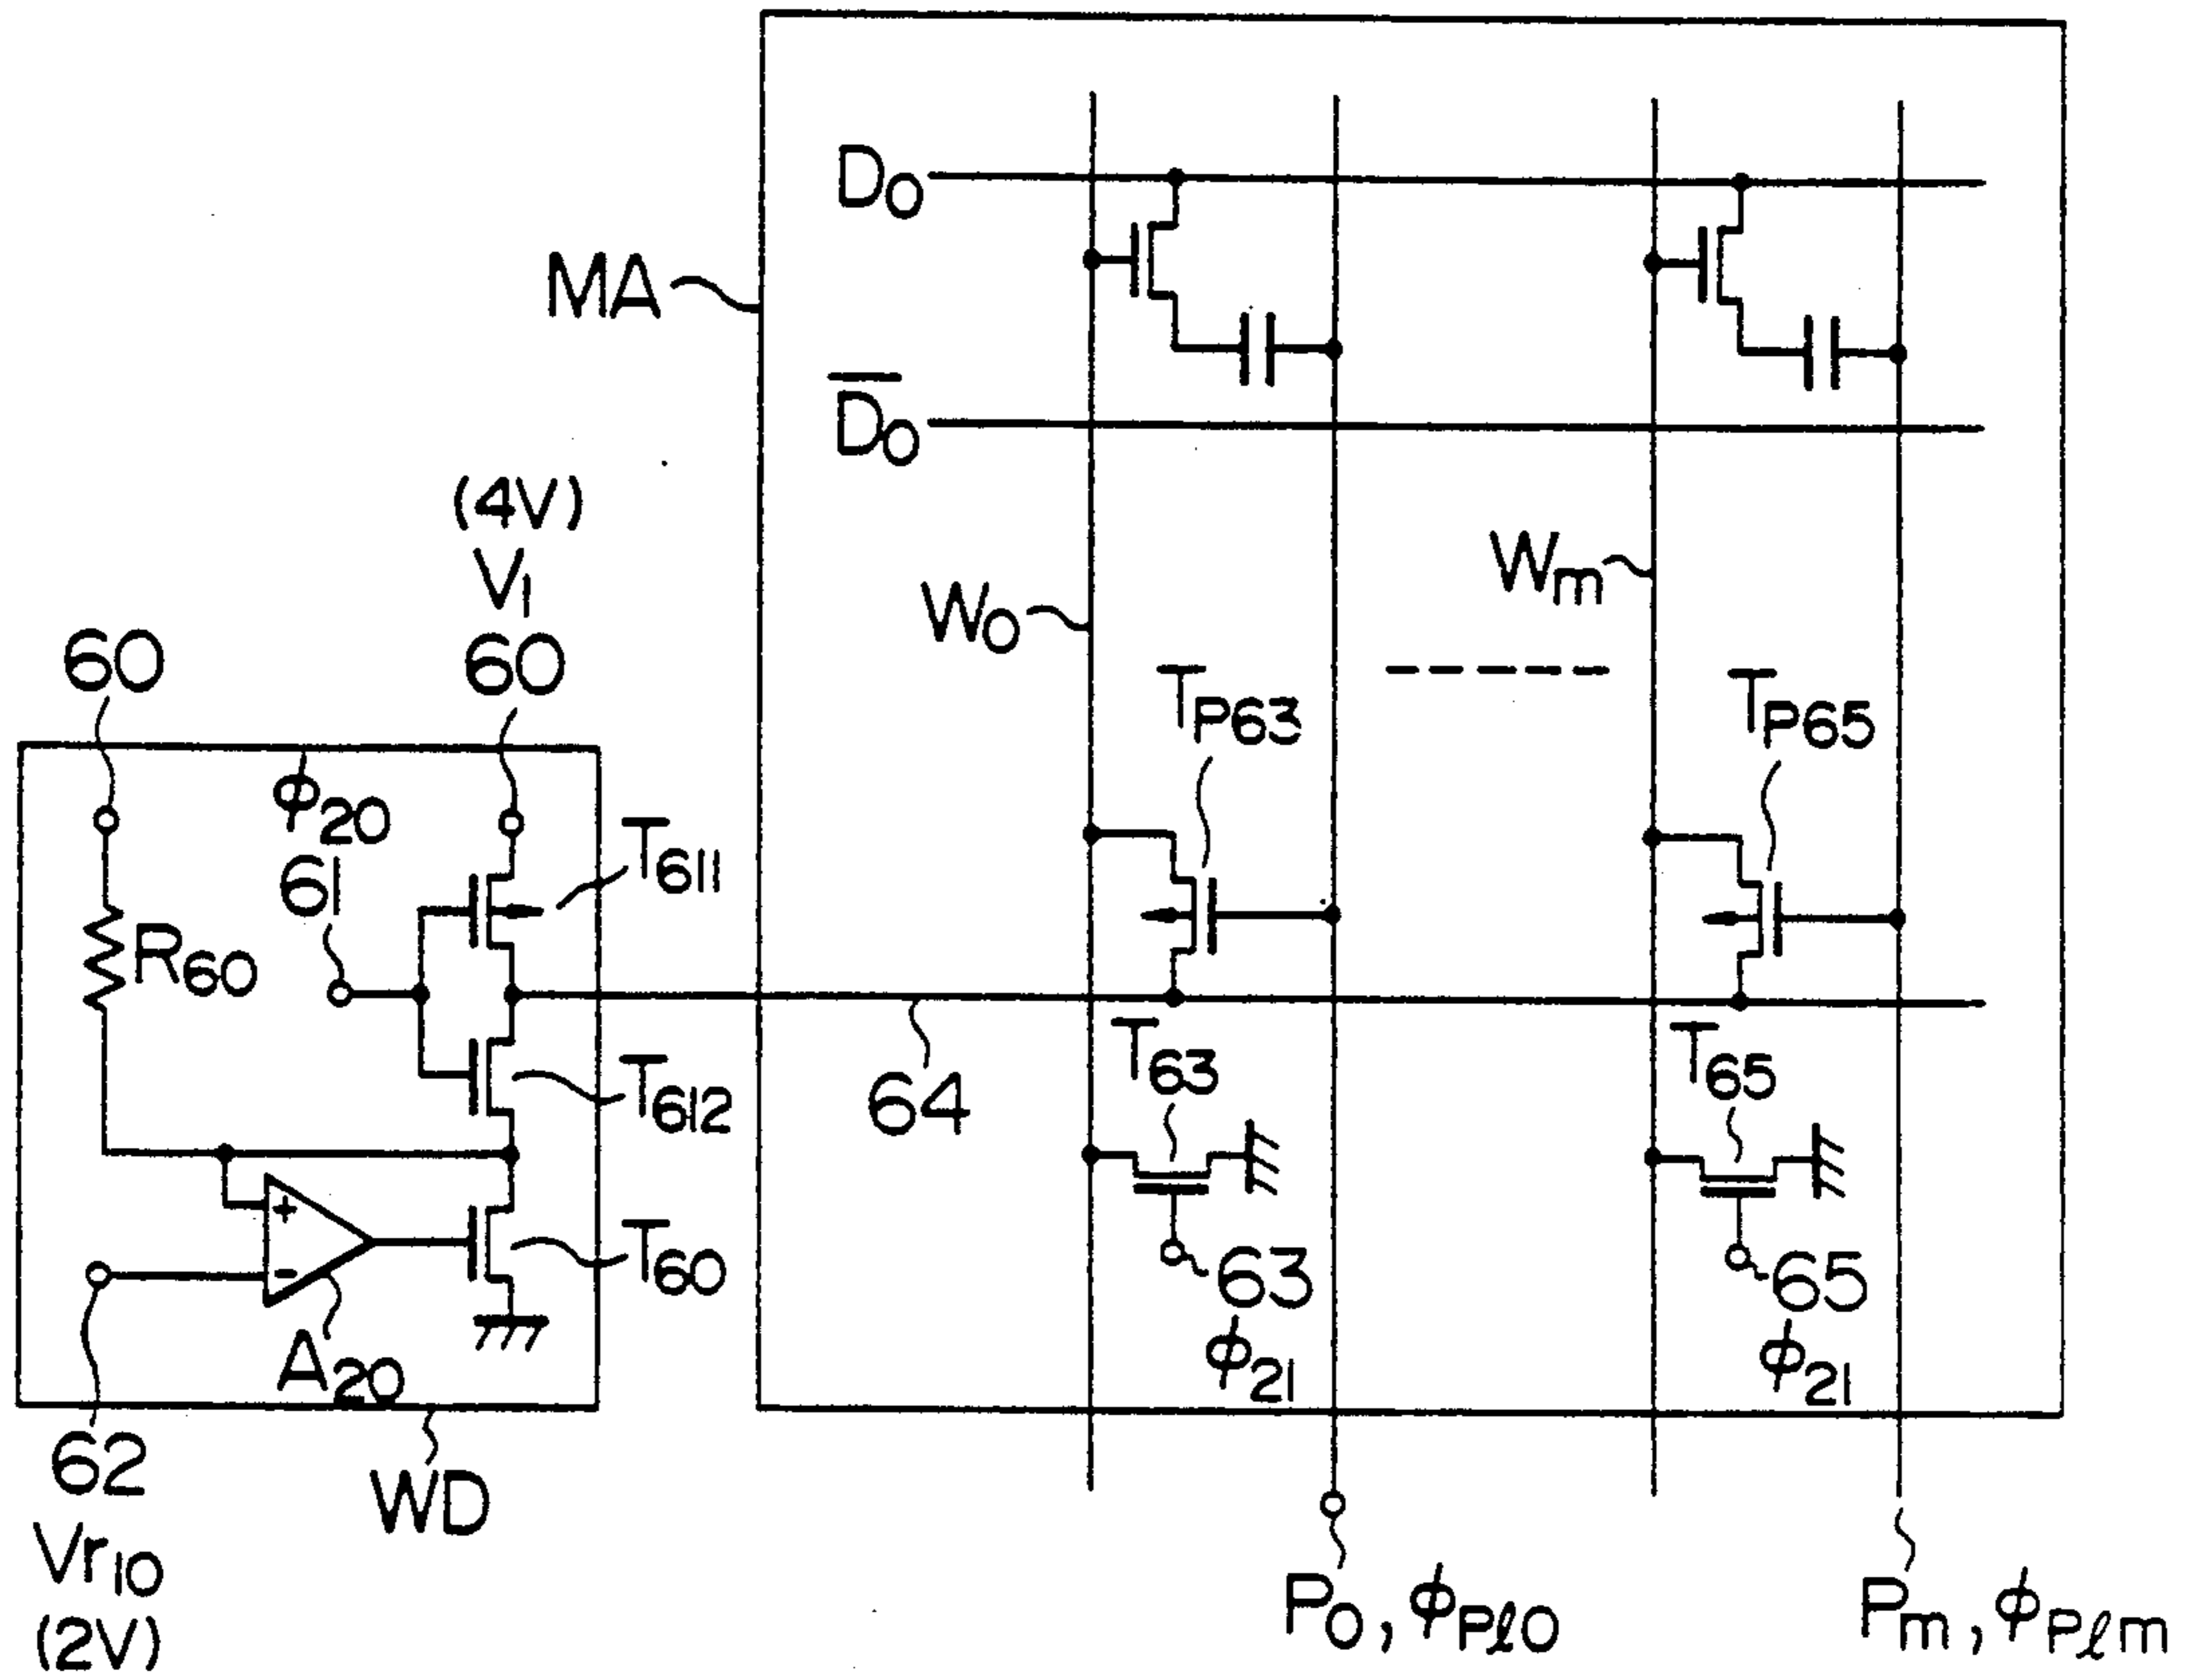 D0
MA
D̅0
(4V)
V1
60
60
W0
Wm
TP63
TP65
φ20
61
T611
R60
T612
64
T63
T65
+
-
T60
A20
63
φ21
65
φ21
62
Vr10
(2V)
WD
P0, φPℓ0
Pm, φPℓm